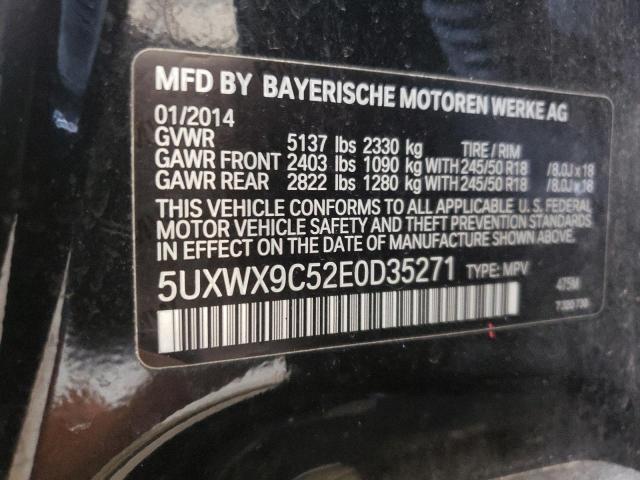 MFD BY BAYERISCHE MOTOREN WERKE AG
01/2014
GVWR 5137 lbs 2330 kg TIRE / RIM
GAWR FRONT 2403 lbs 1090 kg WITH 245/50 R18 /8.0J x 18
GAWR REAR 2822 lbs 1280 kg WITH 245/50 R18 /8.0J x 18
THIS VEHICLE CONFORMS TO ALL APPLICABLE U. S. FEDERAL
MOTOR VEHICLE SAFETY AND THEFT PREVENTION STANDARDS
IN EFFECT ON THE DATE OF MANUFACTURE SHOWN ABOVE.
5UXWX9C52E0D35271 TYPE: MPV 475M